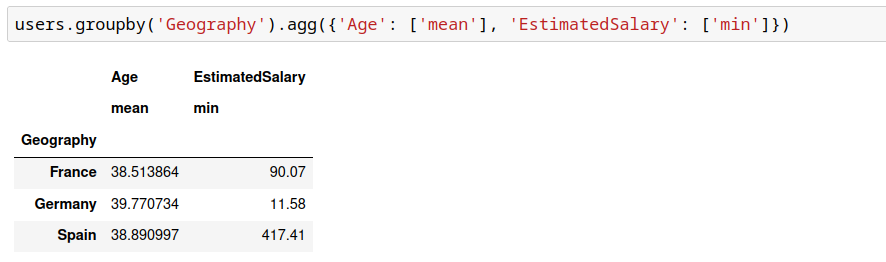 users.groupby('Geography').agg({'Age': ['mean'], 'EstimatedSalary': ['min']})
Age EstimatedSalary
mean min
Geography
France 38.513864 90.07
Germany 39.770734 11.58
Spain 38.890997 417.41